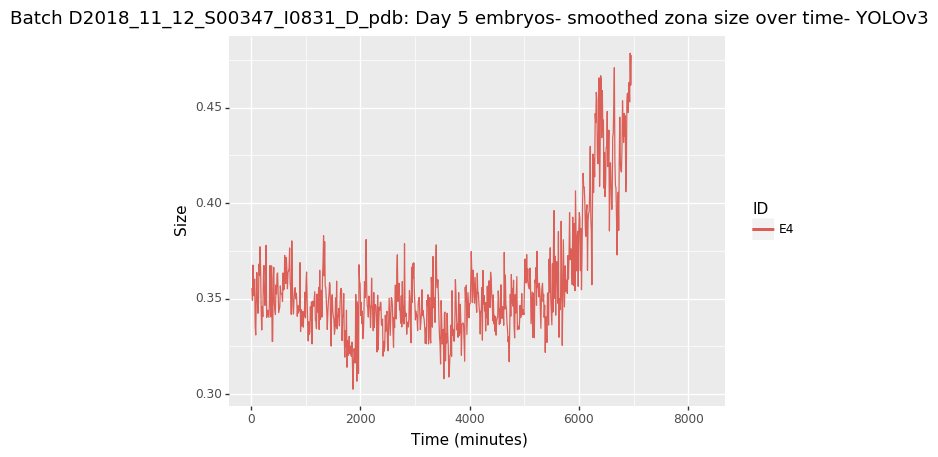 Batch D2018_11_12_S00347_I0831_D_pdb: Day 5 embryos- smoothed zona size over time- YOLOv3
0.45
0.40
0.35
0.30
Size
0
2000
4000
6000
8000
Time (minutes)
ID
E4